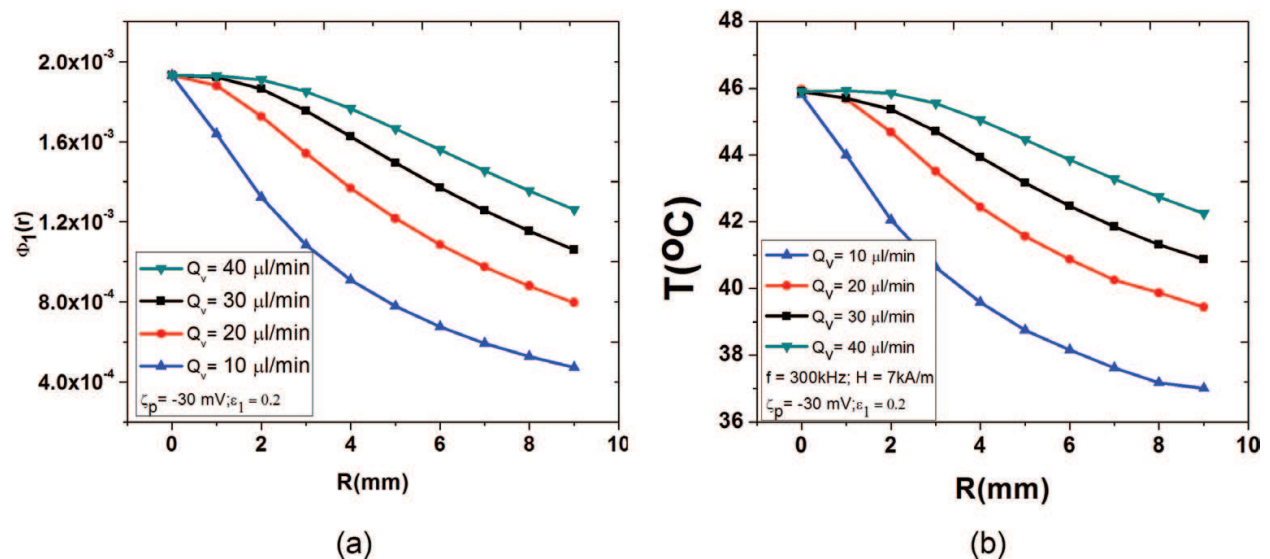 2.0x10⁻³
1.6x10⁻³
1.2x10⁻³
8.0x10⁻⁴
4.0x10⁻⁴
Φ₁(r)
Qᵥ= 40 μl/min
Qᵥ= 30 μl/min
Qᵥ= 20 μl/min
Qᵥ= 10 μl/min
ζₚ= -30 mV;ε₁ = 0.2
0 2 4 6 8 10
R(mm)
(a)
48
46
44
42
40
38
36
T(ºC)
Qᵥ= 10 μl/min
Qᵥ= 20 μl/min
Qᵥ= 30 μl/min
Qᵥ= 40 μl/min
f = 300kHz; H = 7kA/m
ζₚ= -30 mV;ε₁ = 0.2
0 2 4 6 8 10
R(mm)
(b)